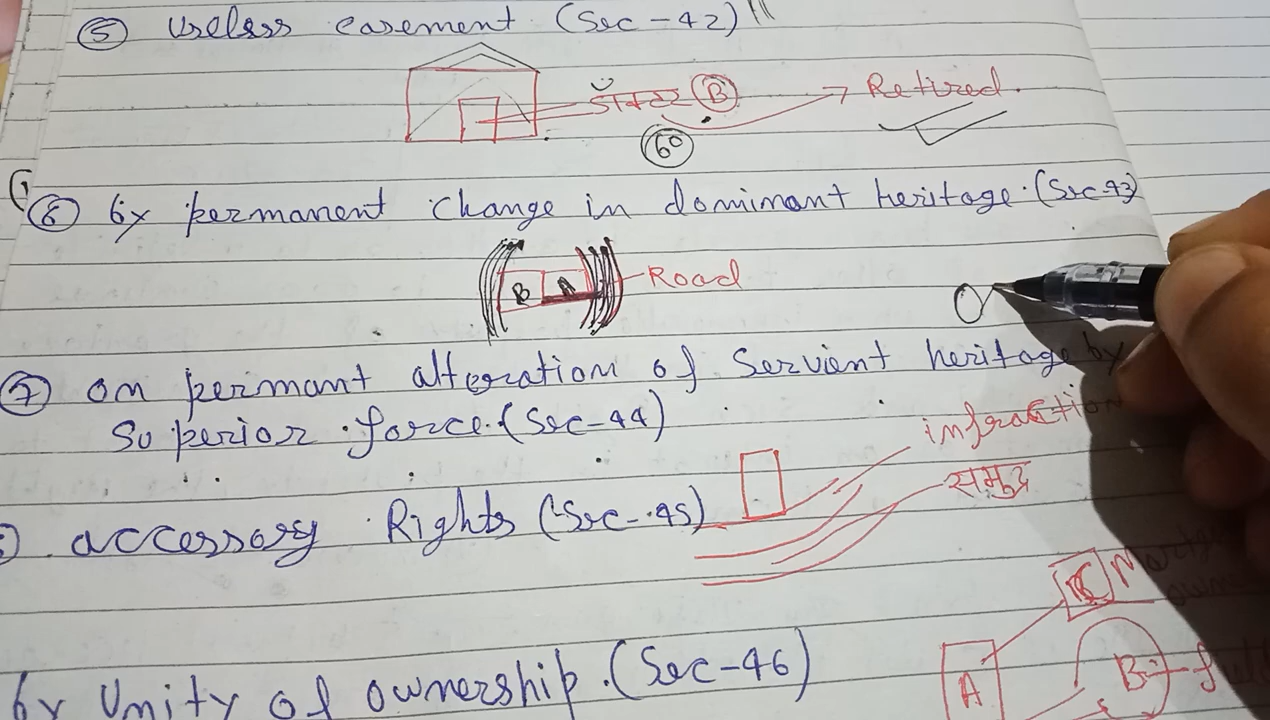 ⑤ Useless easement (Sec-42)
डॉक्टर Ⓑ → Retired.
60
⑥ by permanent change in dominant heritage. (Sec-43)
B A Road
⑦ on permant alteration of Servient heritage by
Superior force. (Sec-44)
infraction
समुद्र
accessory Rights (Sec-45)
C
by Unity of ownership. (Sec-46)
A B